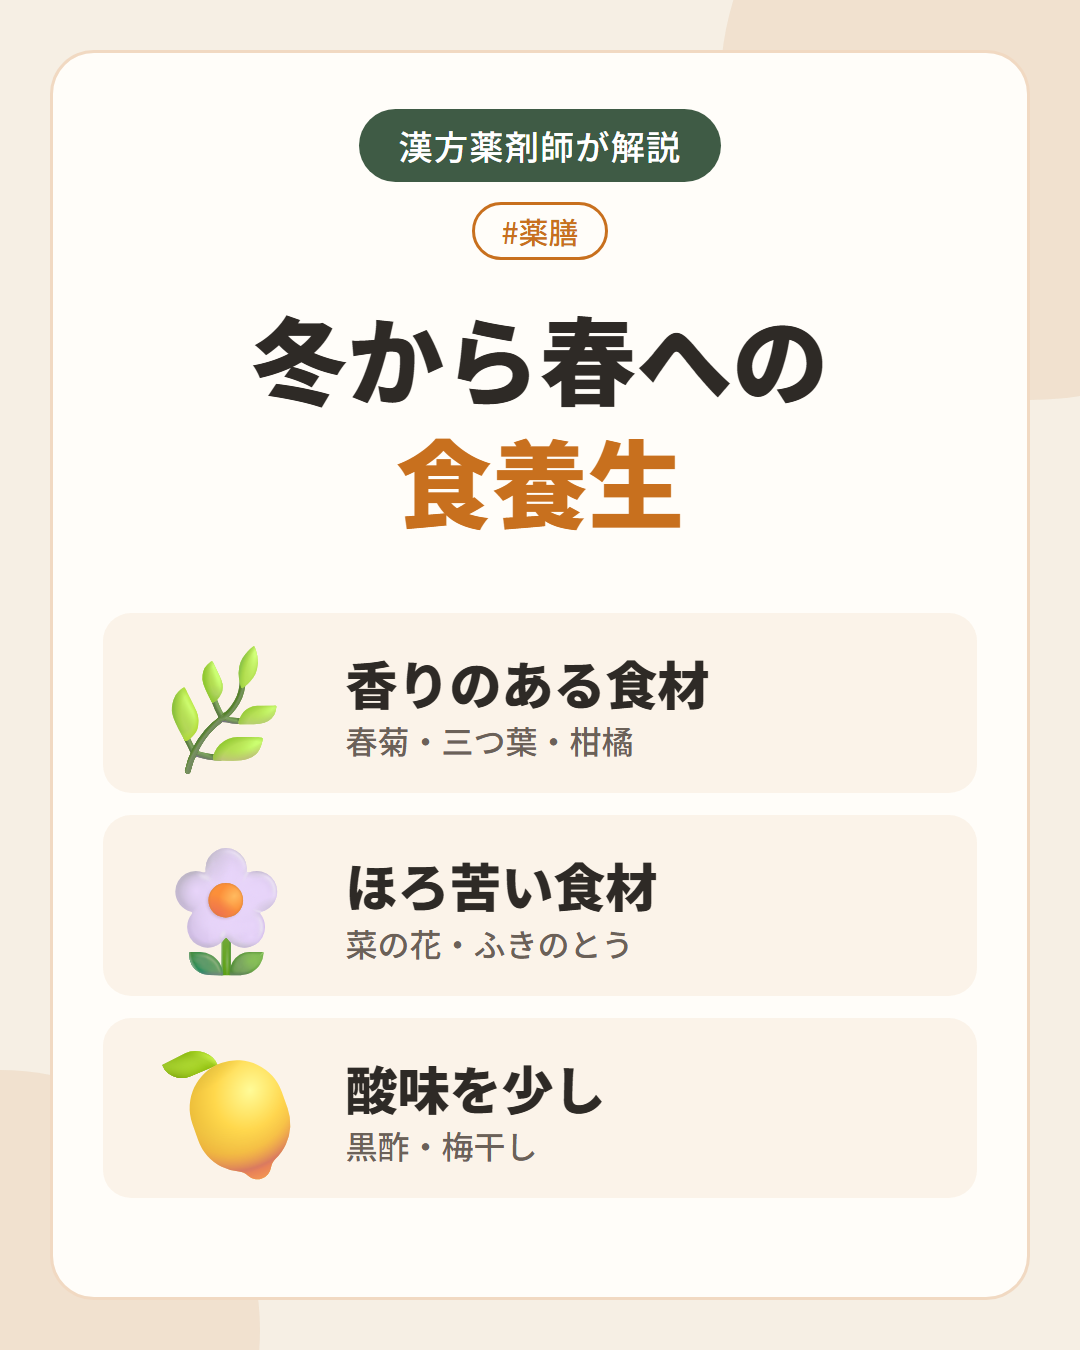 漢方薬剤師が解説
#薬膳
冬から春への
食養生
香りのある食材
春菊・三つ葉・柑橘
ほろ苦い食材
菜の花・ふきのとう
酸味を少し
黒酢・梅干し